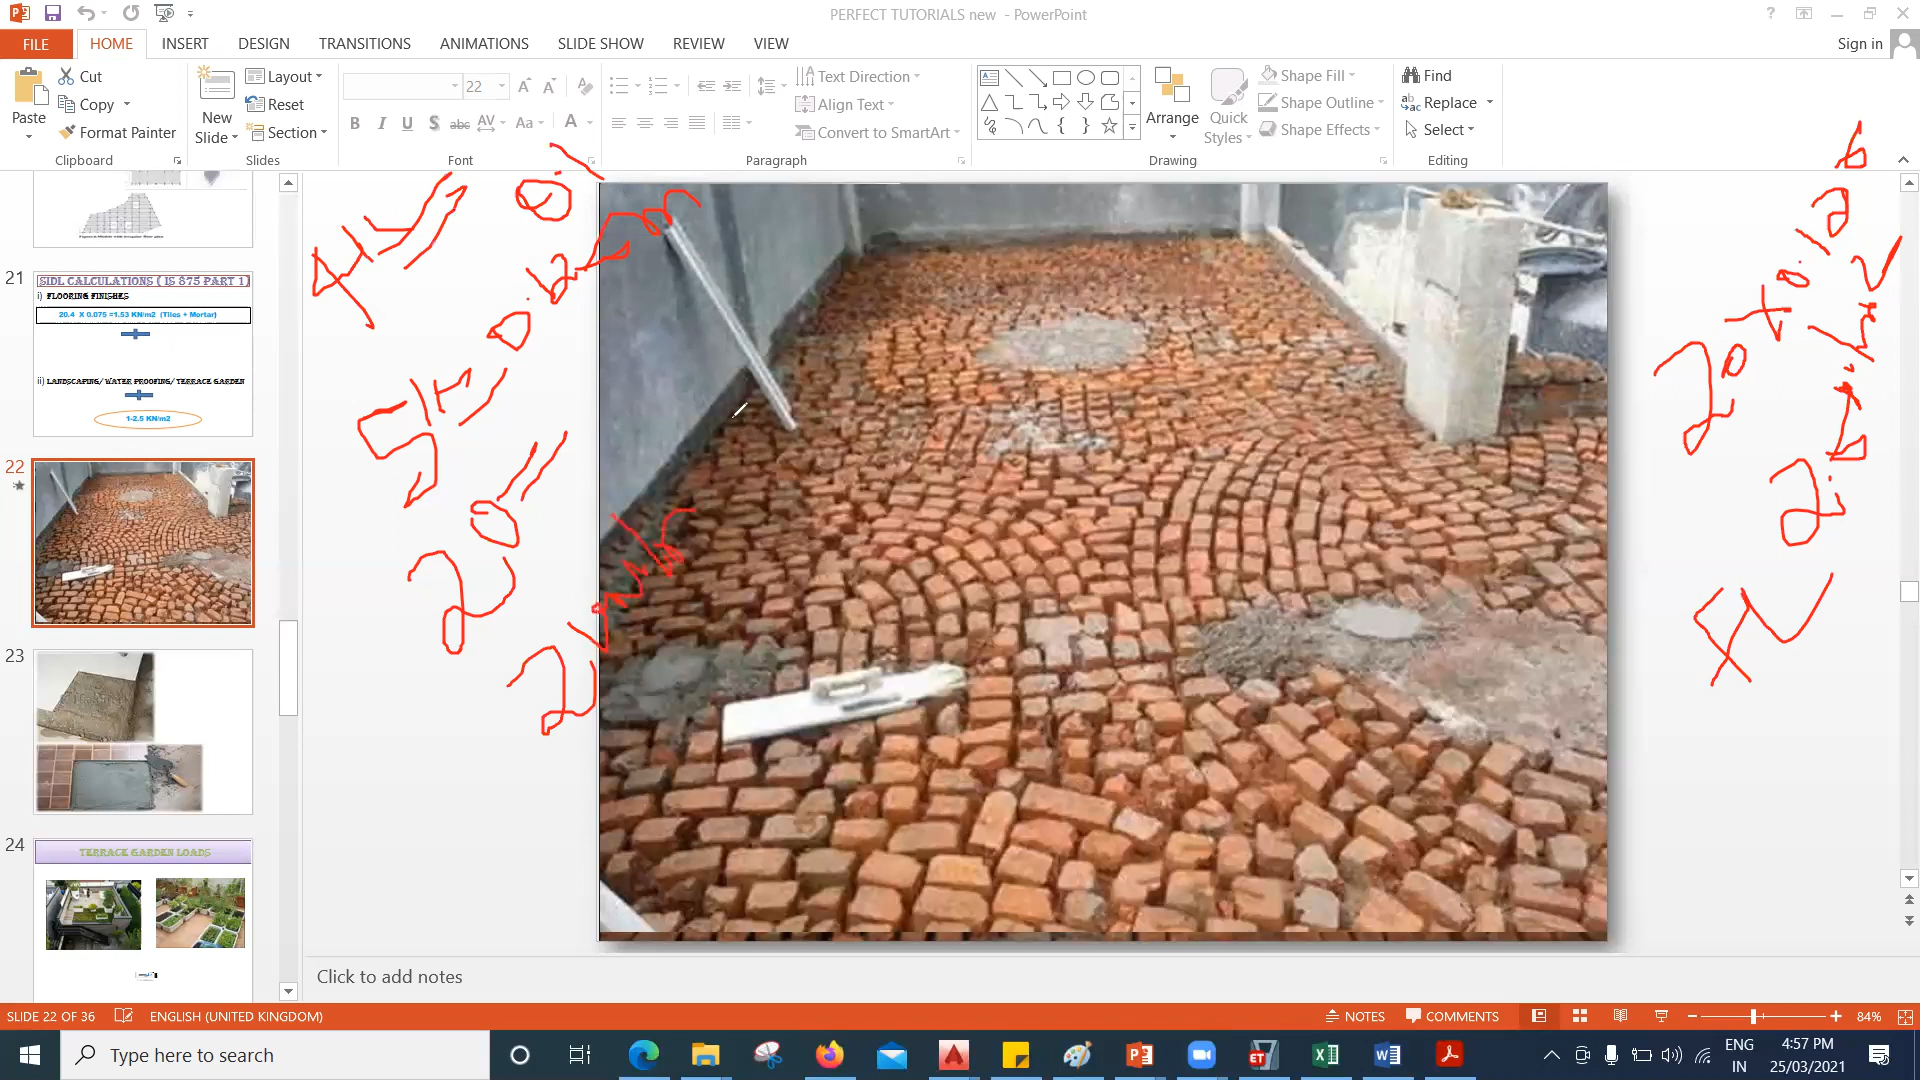 PERFECT TUTORIALS new - PowerPoint
FILE HOME INSERT DESIGN TRANSITIONS ANIMATIONS SLIDE SHOW REVIEW VIEW Sign in
Paste Cut Copy Format Painter Clipboard
New Slide Layout Reset Section Slides
22 Font
B I U S abc AV Aa A
Text Direction Align Text Convert to SmartArt Paragraph
Arrange Quick Styles Shape Fill Shape Outline Shape Effects Drawing
Find Replace Select Editing
21
SIDL CALCULATIONS ( IS 875 PART 1)
i) FLOORING FINISHES
20.4 X 0.075 =1.53 KN/m2 (Tiles + Mortar)
ii) LANDSCAPING/ WATER PROOFING/ TERRACE GARDEN
1-2.5 KN/m2
22
23
24
TERRACE GARDEN LOADS
Click to add notes
SLIDE 22 OF 36 ENGLISH (UNITED KINGDOM) NOTES COMMENTS 84%
Type here to search
ENG
IN
4:57 PM
25/03/2021